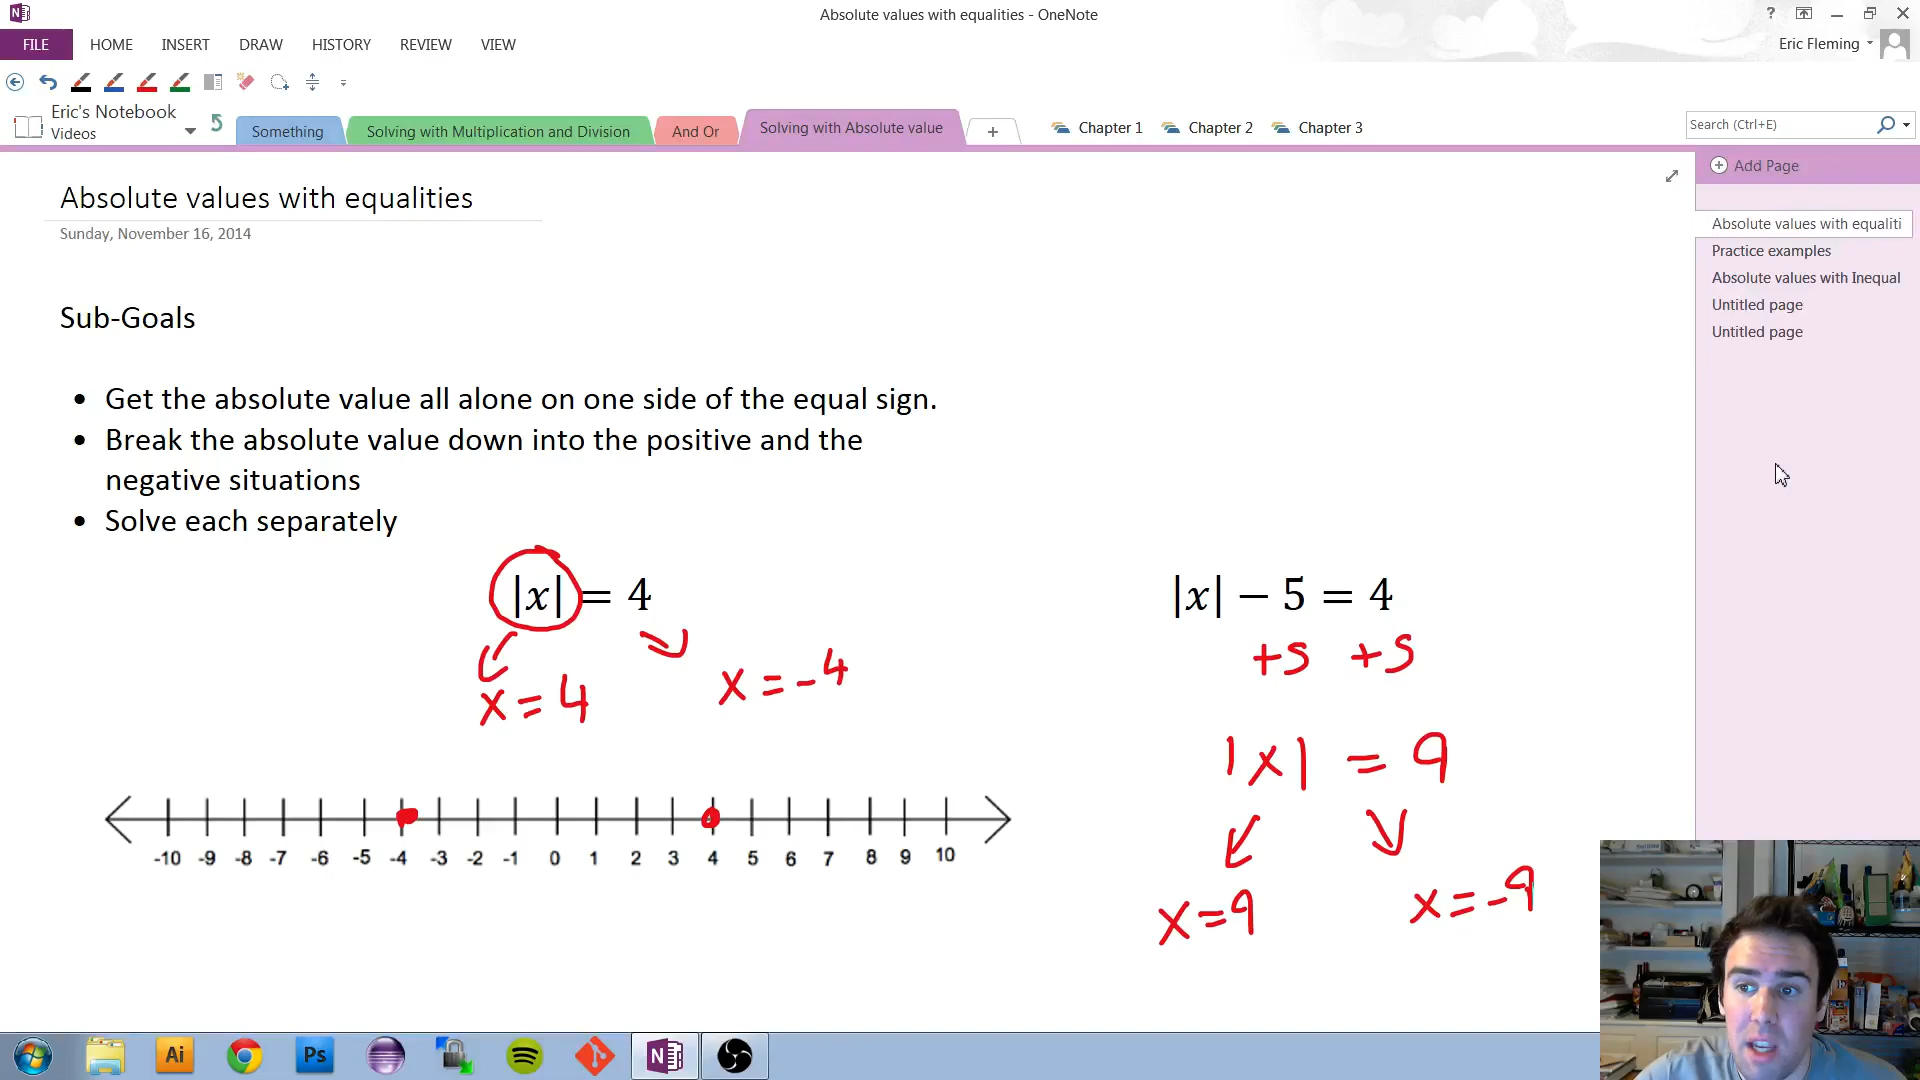 Absolute values with equalities - OneNote
?
FILE HOME INSERT DRAW HISTORY REVIEW VIEW
Eric Fleming
Eric's Notebook
Videos
Something
Solving with Multiplication and Division
And Or
Solving with Absolute value
+
Chapter 1
Chapter 2
Chapter 3
Search (Ctrl+E)
Add Page
Absolute values with equaliti
Practice examples
Absolute values with Inequal
Untitled page
Untitled page
Absolute values with equalities
Sunday, November 16, 2014
Sub-Goals
• Get the absolute value all alone on one side of the equal sign.
• Break the absolute value down into the positive and the
negative situations
• Solve each separately
|x| = 4
x = 4
x = -4
-10 -9 -8 -7 -6 -5 -4 -3 -2 -1 0 1 2 3 4 5 6 7 8 9 10
|x| − 5 = 4
+5 +5
|x| = 9
x = 9
x = -9
Ai
Ps
N